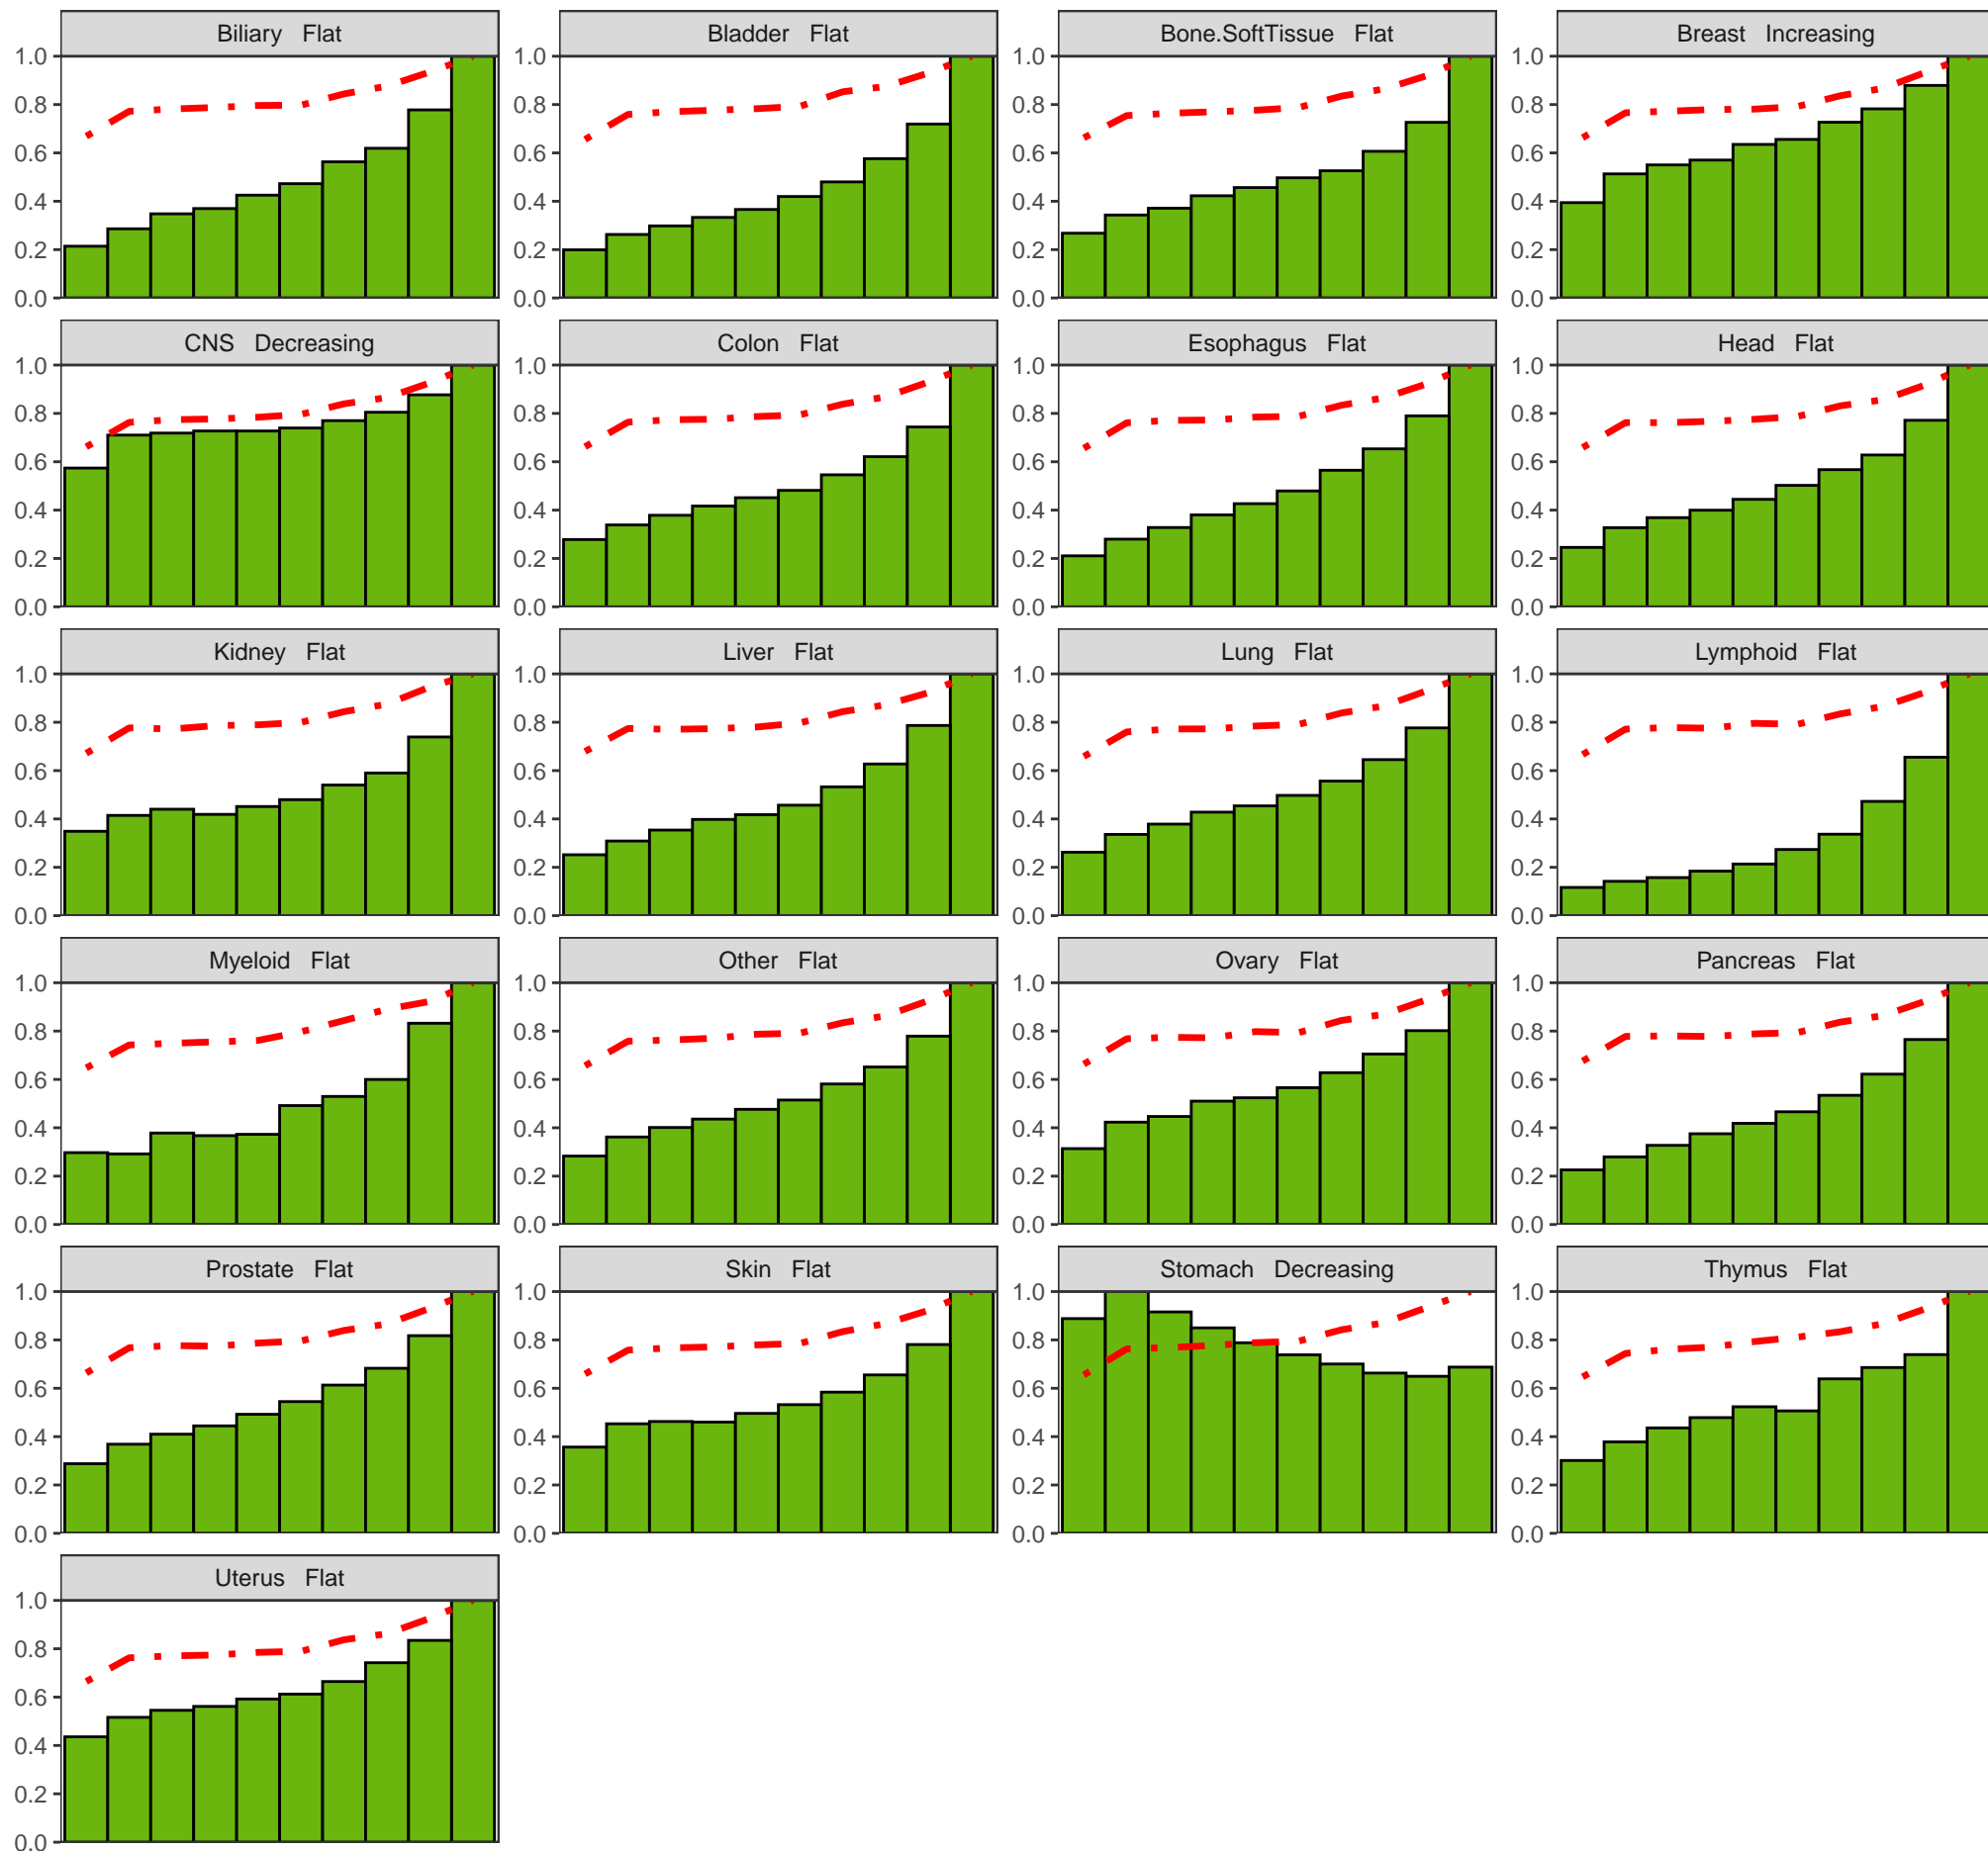 Biliary Flat
Bladder Flat
Bone.SoftTissue Flat
Breast Increasing
1.0 1.0 1.0 1.0
0.8 0.8 0.8 0.8
0.6 0.6 0.6 0.6
0.4 0.4 0.4 0.4
0.2 0.2 0.2 0.2
0.0 0.0 0.0 0.0
CNS Decreasing
Colon Flat
Esophagus Flat
Head Flat
1.0 1.0 1.0 1.0
0.8 0.8 0.8 0.8
0.6 0.6 0.6 0.6
0.4 0.4 0.4 0.4
0.2 0.2 0.2 0.2
0.0 0.0 0.0 0.0
Kidney Flat
Liver Flat
Lung Flat
Lymphoid Flat
1.0 1.0 1.0 1.0
0.8 0.8 0.8 0.8
0.6 0.6 0.6 0.6
0.4 0.4 0.4 0.4
0.2 0.2 0.2 0.2
0.0 0.0 0.0 0.0
Myeloid Flat
Other Flat
Ovary Flat
Pancreas Flat
1.0 1.0 1.0 1.0
0.8 0.8 0.8 0.8
0.6 0.6 0.6 0.6
0.4 0.4 0.4 0.4
0.2 0.2 0.2 0.2
0.0 0.0 0.0 0.0
Prostate Flat
Skin Flat
Stomach Decreasing
Thymus Flat
1.0 1.0 1.0 1.0
0.8 0.8 0.8 0.8
0.6 0.6 0.6 0.6
0.4 0.4 0.4 0.4
0.2 0.2 0.2 0.2
0.0 0.0 0.0 0.0
Uterus Flat
1.0
0.8
0.6
0.4
0.2
0.0